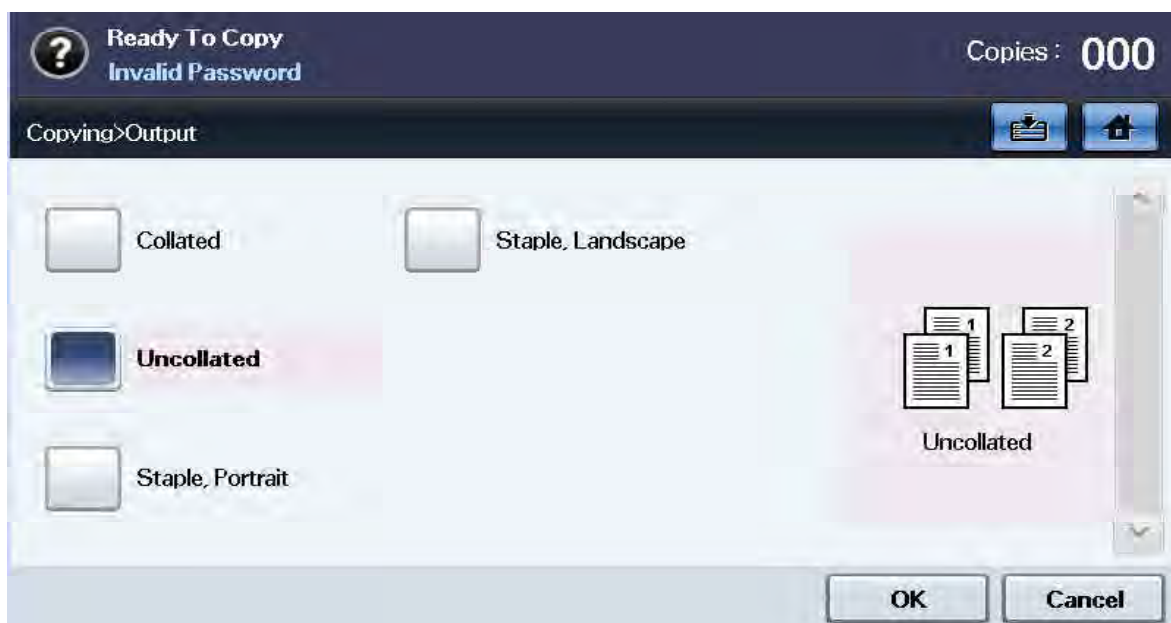 Ready To Copy
Invalid Password
Copies : 000
Copying>Output
Collated
Staple, Landscape
Uncollated
Staple, Portrait
1 1 2 2
Uncollated
OK
Cancel